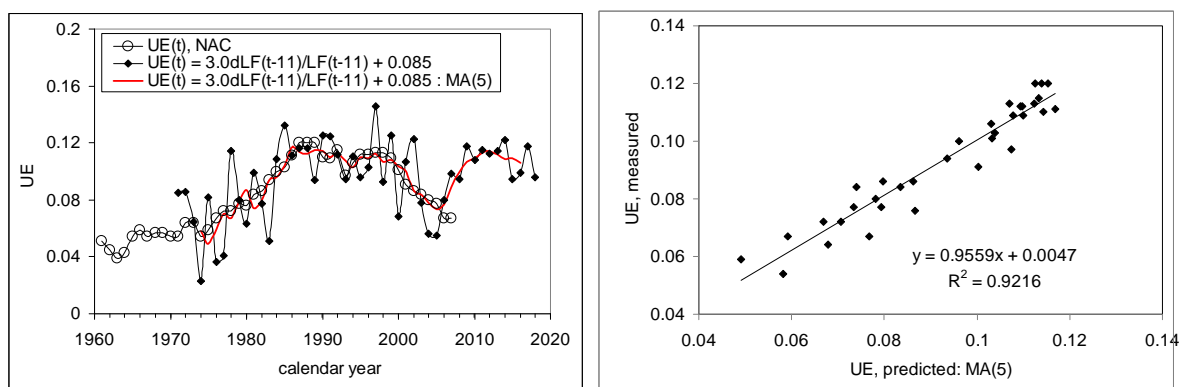 0.2
0.16
0.12
0.08
0.04
0
UE
UE(t), NAC
UE(t) = 3.0dLF(t-11)/LF(t-11) + 0.085
UE(t) = 3.0dLF(t-11)/LF(t-11) + 0.085 : MA(5)
1960 1970 1980 1990 2000 2010 2020
calendar year
0.14
0.12
0.10
0.08
0.06
0.04
UE, measured
y = 0.9559x + 0.0047
R² = 0.9216
0.04 0.06 0.08 0.1 0.12 0.14
UE, predicted: MA(5)